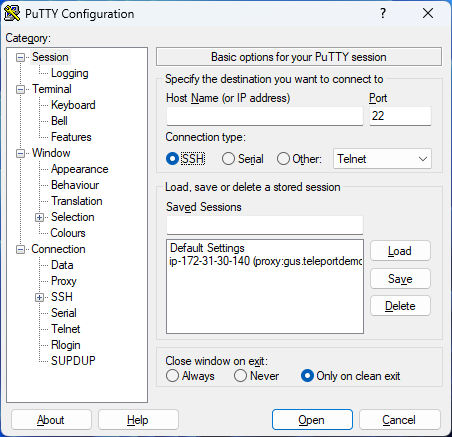 PuTTY Configuration
Category:
Session
Logging
Terminal
Keyboard
Bell
Features
Window
Appearance
Behaviour
Translation
Selection
Colours
Connection
Data
Proxy
SSH
Serial
Telnet
Rlogin
SUPDUP
Basic options for your PuTTY session
Specify the destination you want to connect to
Host Name (or IP address) Port
22
Connection type:
SSH Serial Other: Telnet
Load, save or delete a stored session
Saved Sessions
Default Settings
ip-172-31-30-140 (proxy:gus.teleportdemo
Load
Save
Delete
Close window on exit:
Always Never Only on clean exit
About Help Open Cancel